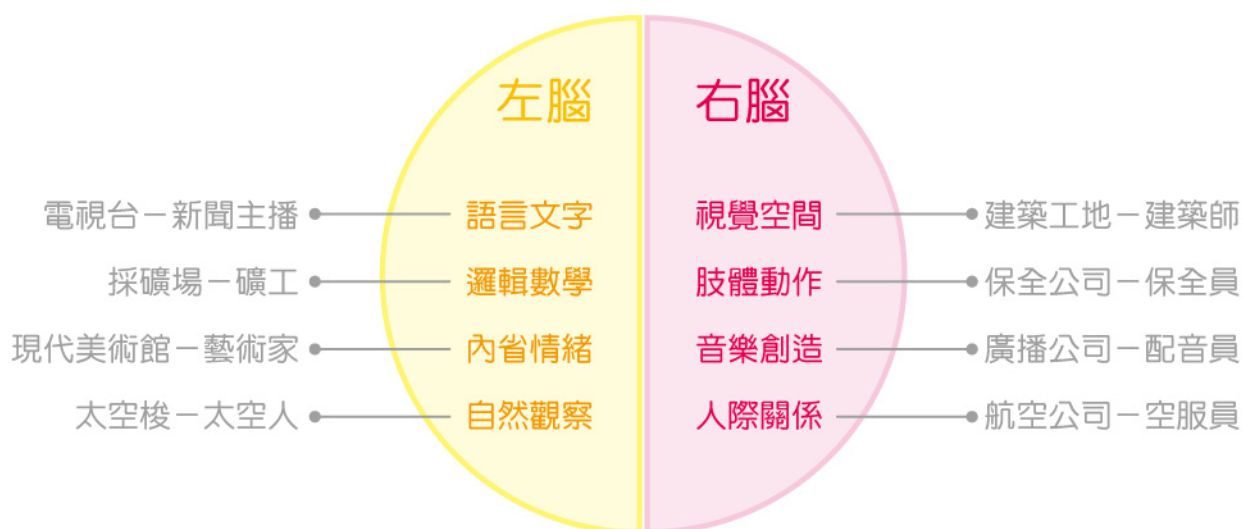 左腦 右腦
電視台－新聞主播 語言文字 視覺空間 建築工地－建築師
採礦場－礦工 邏輯數學 肢體動作 保全公司－保全員
現代美術館－藝術家 內省情緒 音樂創造 廣播公司－配音員
太空梭－太空人 自然觀察 人際關係 航空公司－空服員